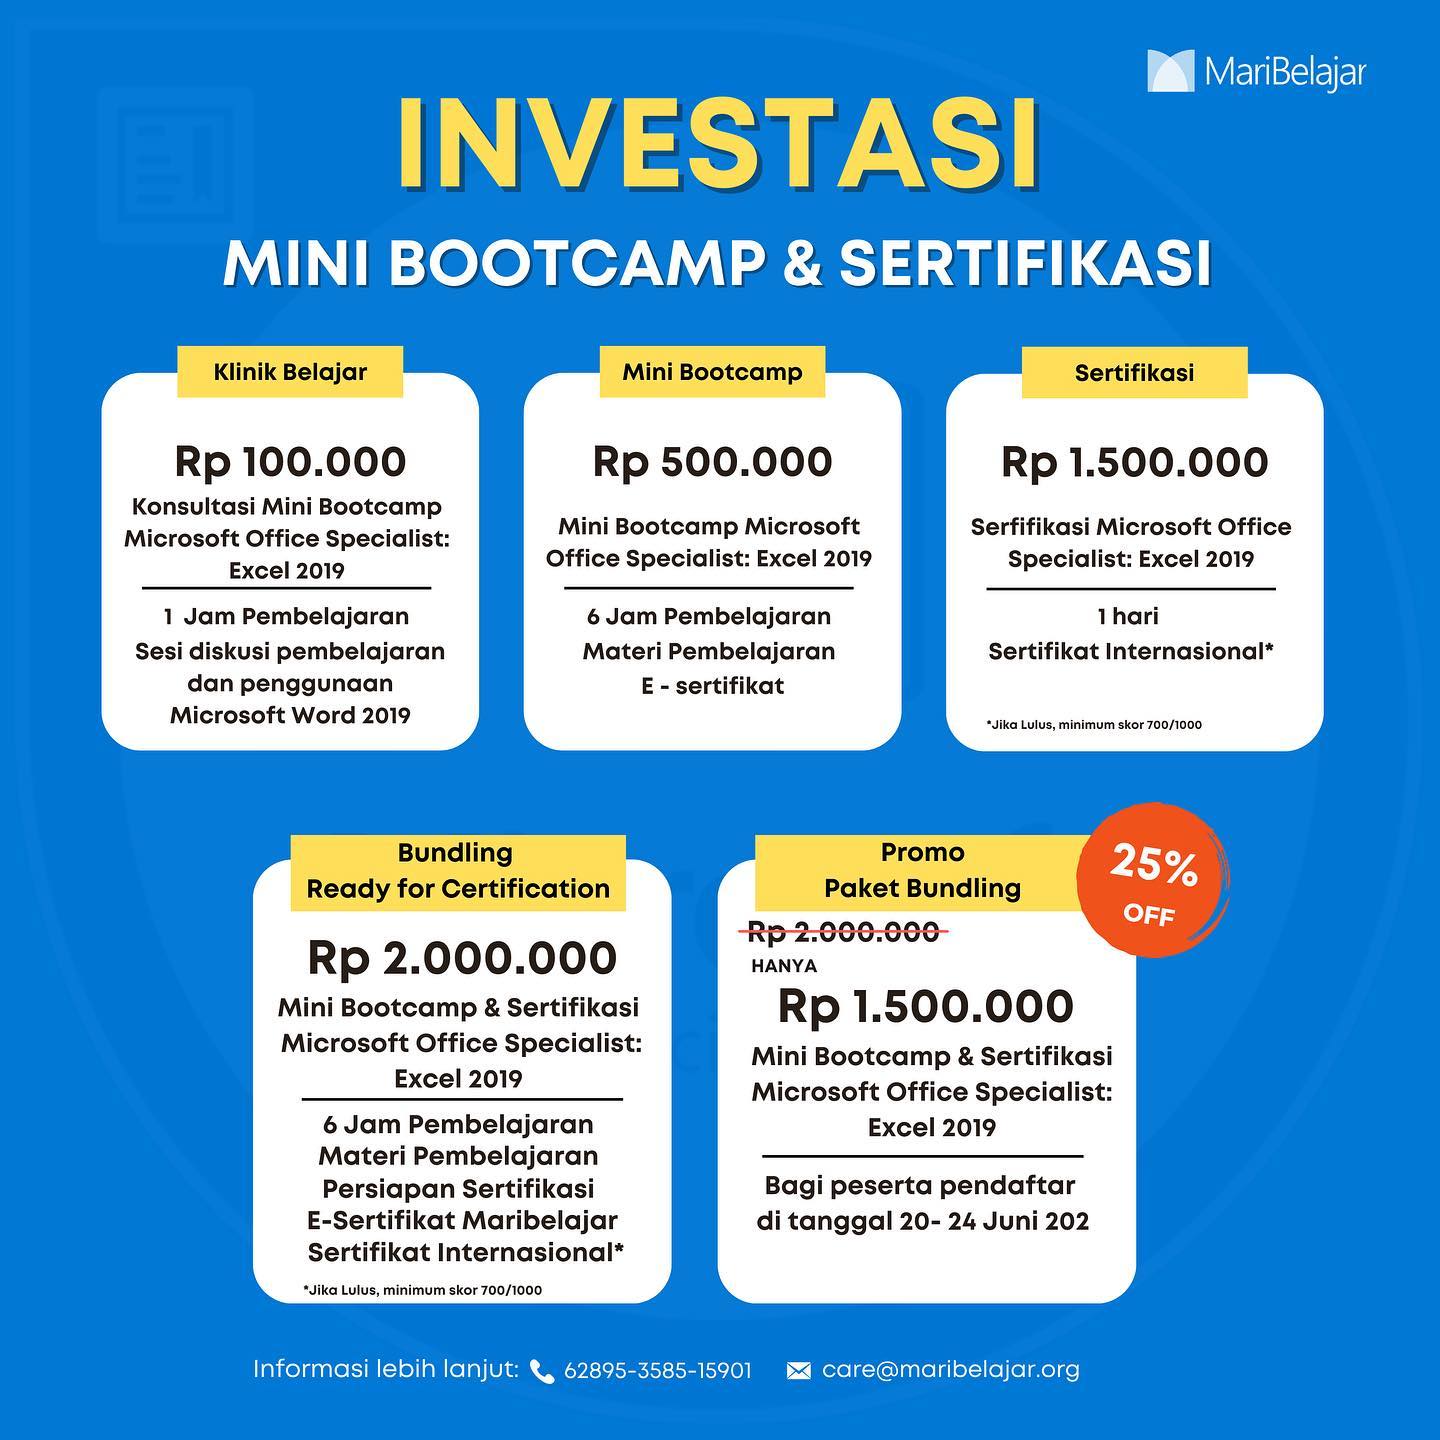 MariBelajar
INVESTASI
MINI BOOTCAMP & SERTIFIKASI
Klinik Belajar
Rp 100.000
Konsultasi Mini Bootcamp
Microsoft Office Specialist:
Excel 2019
1 Jam Pembelajaran
Sesi diskusi pembelajaran
dan penggunaan
Microsoft Word 2019
Mini Bootcamp
Rp 500.000
Mini Bootcamp Microsoft
Office Specialist: Excel 2019
6 Jam Pembelajaran
Materi Pembelajaran
E - sertifikat
Sertifikasi
Rp 1.500.000
Serfifikasi Microsoft Office
Specialist: Excel 2019
1 hari
Sertifikat Internasional*
*Jika Lulus, minimum skor 700/1000
Bundling
Ready for Certification
Rp 2.000.000
Mini Bootcamp & Sertifikasi
Microsoft Office Specialist:
Excel 2019
6 Jam Pembelajaran
Materi Pembelajaran
Persiapan Sertifikasi
E-Sertifikat Maribelajar
Sertifikat Internasional*
*Jika Lulus, minimum skor 700/1000
Promo
Paket Bundling
25%
OFF
Rp 2.000.000
HANYA
Rp 1.500.000
Mini Bootcamp & Sertifikasi
Microsoft Office Specialist:
Excel 2019
Bagi peserta pendaftar
di tanggal 20- 24 Juni 202
Informasi lebih lanjut: 62895-3585-15901 care@maribelajar.org